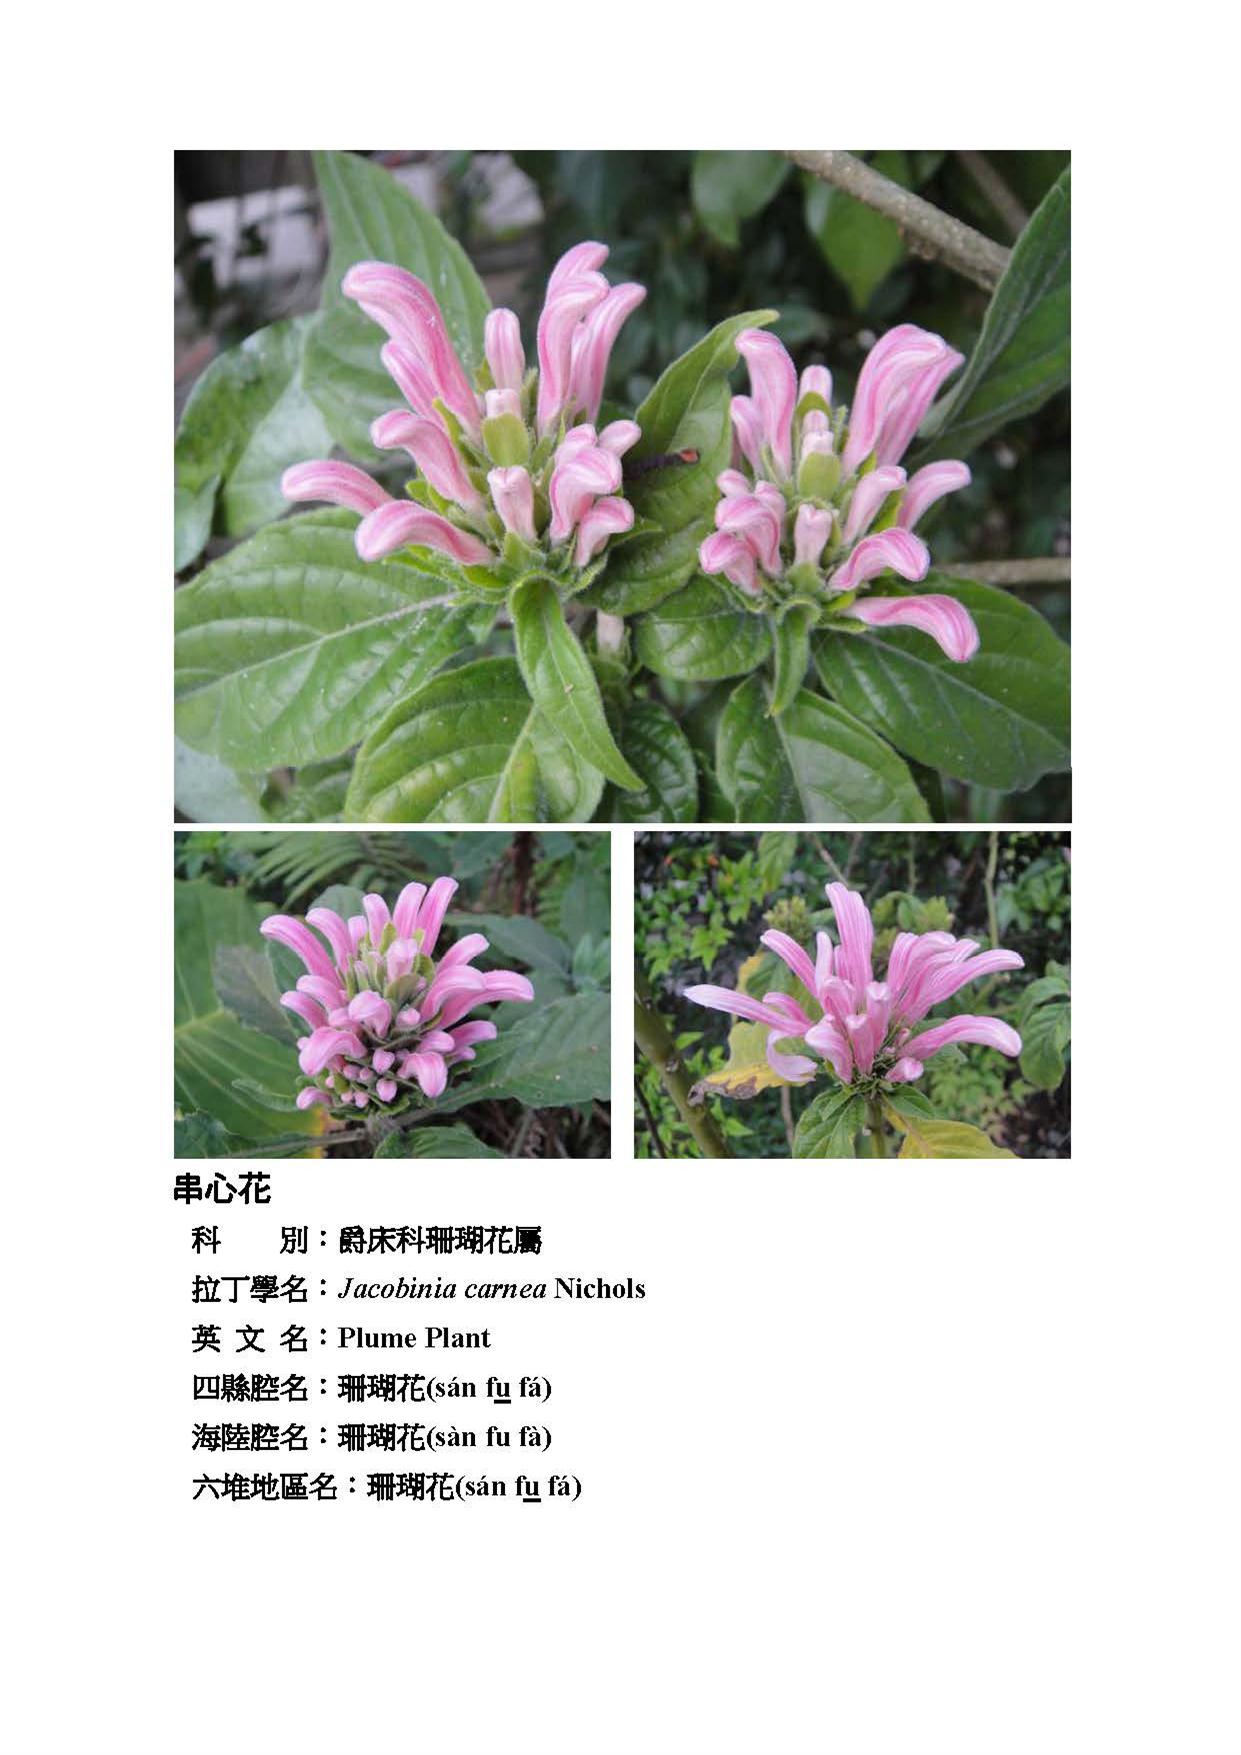 串心花
科　　別：爵床科珊瑚花屬
拉丁學名：Jacobinia carnea Nichols
英 文 名：Plume Plant
四縣腔名：珊瑚花(sán fu fá)
海陸腔名：珊瑚花(sàn fu fà)
六堆地區名：珊瑚花(sán fu fá)